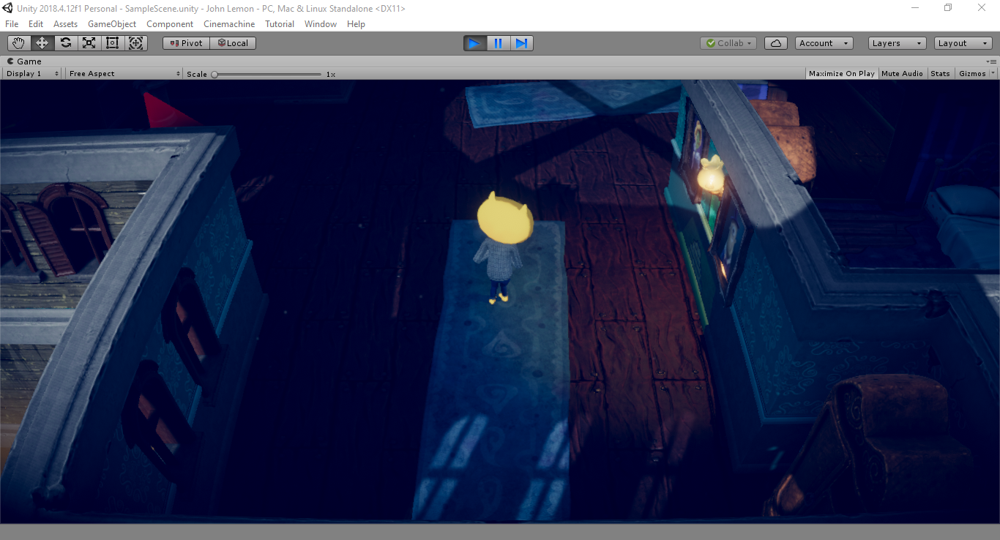 Unity 2018.4.12f1 Personal - SampleScene.unity - John Lemon - PC, Mac & Linux Standalone <DX11>
File Edit Assets GameObject Component Cinemachine Tutorial Window Help
Pivot Local Collab Account Layers Layout
Game
Display 1 Free Aspect Scale 1x Maximize On Play Mute Audio Stats Gizmos